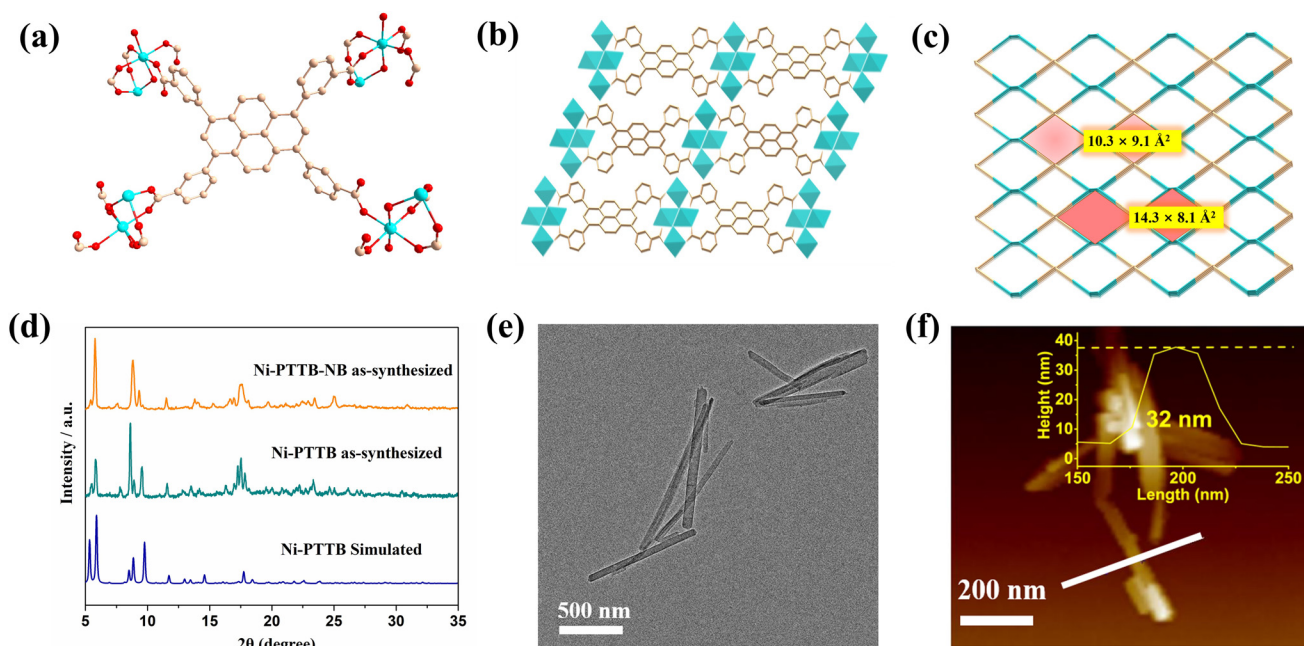 (a)
(b)
(c)
10.3 × 9.1 Å²
14.3 × 8.1 Å²
(d)
Ni-PTTB-NB as-synthesized
Ni-PTTB as-synthesized
Ni-PTTB Simulated
Intensity / a.u.
5 10 15 20 25 30 35
2θ (degree)
(e)
500 nm
(f)
40
30
20
10
0
Height (nm)
32 nm
150 200 250
Length (nm)
200 nm